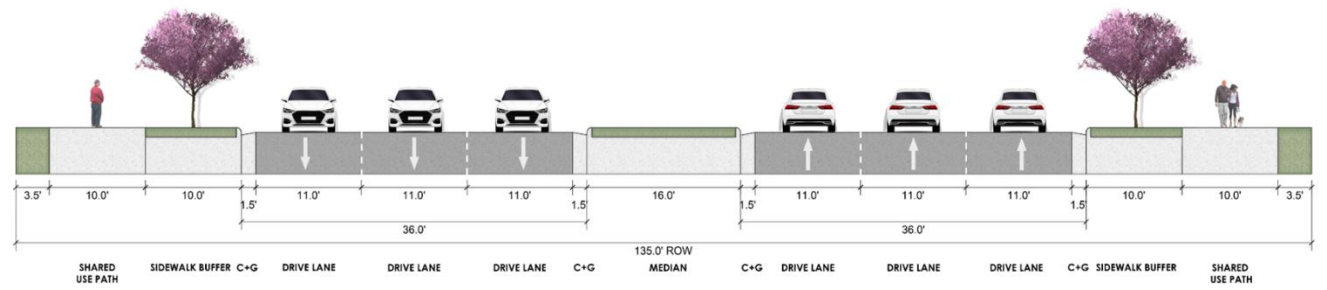 3.5' 10.0' 10.0' 1.5' 11.0' 11.0' 11.0' 1.5' 16.0' 1.5' 11.0' 11.0' 11.0' 1.5' 10.0' 10.0' 3.5'
36.0' 36.0'
135.0' ROW
SHARED USE PATH SIDEWALK BUFFER C+G DRIVE LANE DRIVE LANE DRIVE LANE C+G MEDIAN C+G DRIVE LANE DRIVE LANE DRIVE LANE C+G SIDEWALK BUFFER SHARED USE PATH